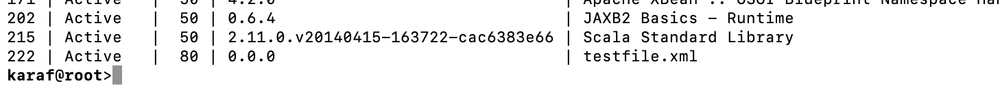 171 | Active | 50 | 4.2.0 | Apache XBean :: OSGI Blueprint Namespace
202 | Active | 50 | 0.6.4 | JAXB2 Basics - Runtime
215 | Active | 50 | 2.11.0.v20140415-163722-cac6383e66 | Scala Standard Library
222 | Active | 80 | 0.0.0 | testfile.xml
karaf@root>